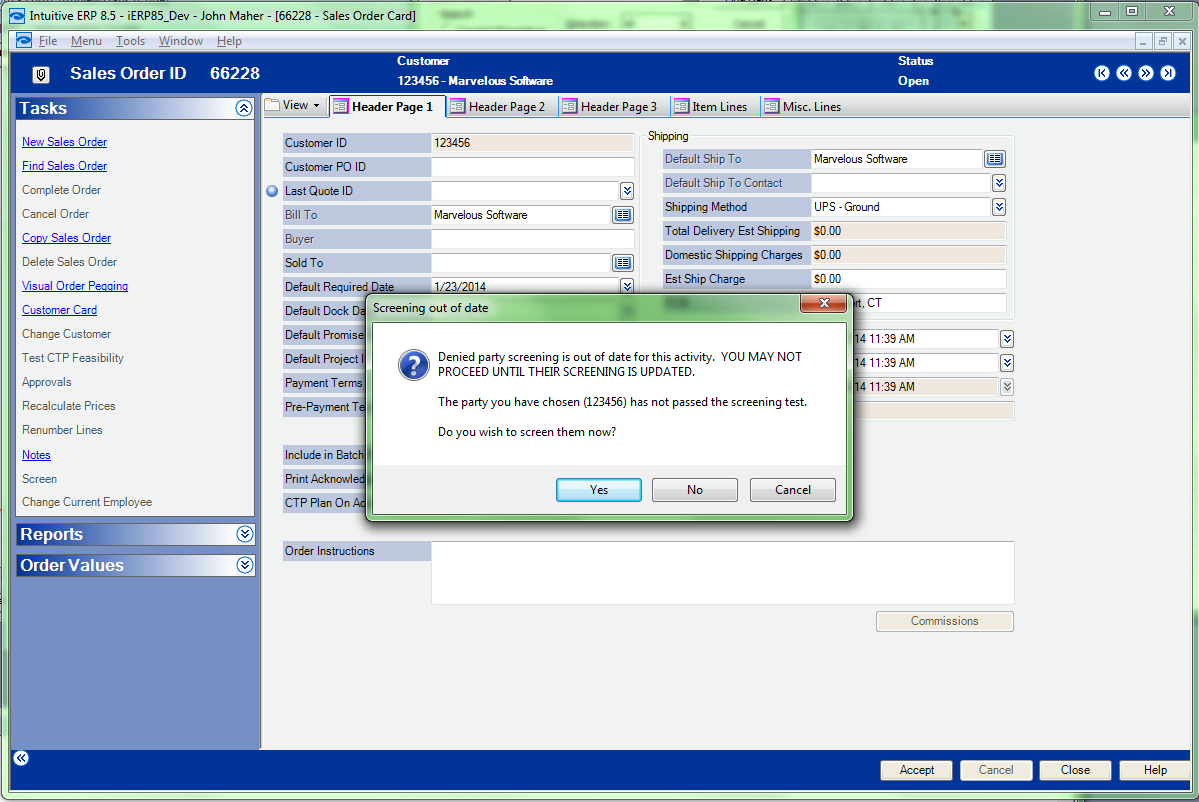 Intuitive ERP 8.5 - iERP85_Dev - John Maher - [66228 - Sales Order Card]
File Menu Tools Window Help
Sales Order ID 66228
Customer
123456 - Marvelous Software
Status
Open
Tasks
New Sales Order
Find Sales Order
Complete Order
Cancel Order
Copy Sales Order
Delete Sales Order
Visual Order Pegging
Customer Card
Change Customer
Test CTP Feasibility
Approvals
Recalculate Prices
Renumber Lines
Notes
Screen
Change Current Employee
Reports
Order Values
View Header Page 1 Header Page 2 Header Page 3 Item Lines Misc. Lines
Customer ID 123456
Customer PO ID
Last Quote ID
Bill To Marvelous Software
Buyer
Sold To
Default Required Date 1/23/2014
Default Dock Da
Default Promise
Default Project I
Payment Terms
Pre-Payment Te
Include in Batch
Print Acknowled
CTP Plan On Ac
Order Instructions
Shipping
Default Ship To Marvelous Software
Default Ship To Contact
Shipping Method UPS - Ground
Total Delivery Est Shipping $0.00
Domestic Shipping Charges $0.00
Est Ship Charge $0.00
rt, CT
14 11:39 AM
14 11:39 AM
14 11:39 AM
Screening out of date
Denied party screening is out of date for this activity. YOU MAY NOT
PROCEED UNTIL THEIR SCREENING IS UPDATED.
The party you have chosen (123456) has not passed the screening test.
Do you wish to screen them now?
Yes No Cancel
Commissions
Accept Cancel Close Help